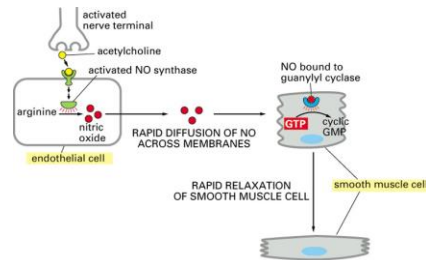 activated
nerve terminal
acetylcholine
activated NO synthase
arginine
nitric
oxide
endothelial cell
RAPID DIFFUSION OF NO
ACROSS MEMBRANES
NO bound to
guanylyl cyclase
GTP
cyclic
GMP
RAPID RELAXATION
OF SMOOTH MUSCLE CELL
smooth muscle cell